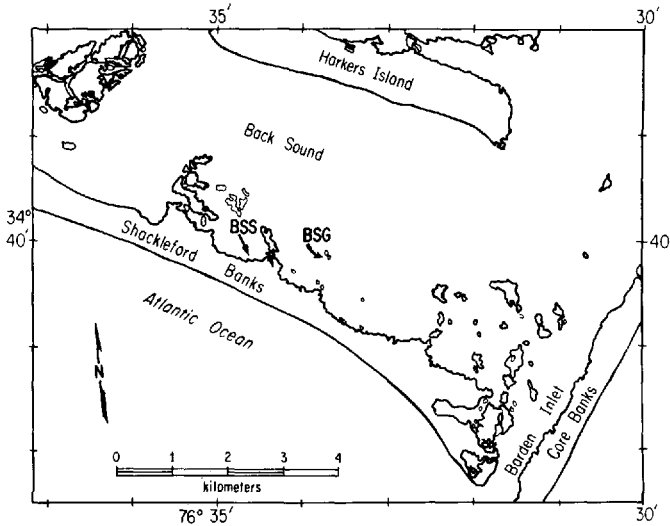 35′
30′
Harkers Island
Back Sound
34°
40′
40
BSS
BSG
Shackleford Banks
Atlantic Ocean
N
Barden Inlet
Core Banks
0 1 2 3 4
kilometers
76° 35′
30′